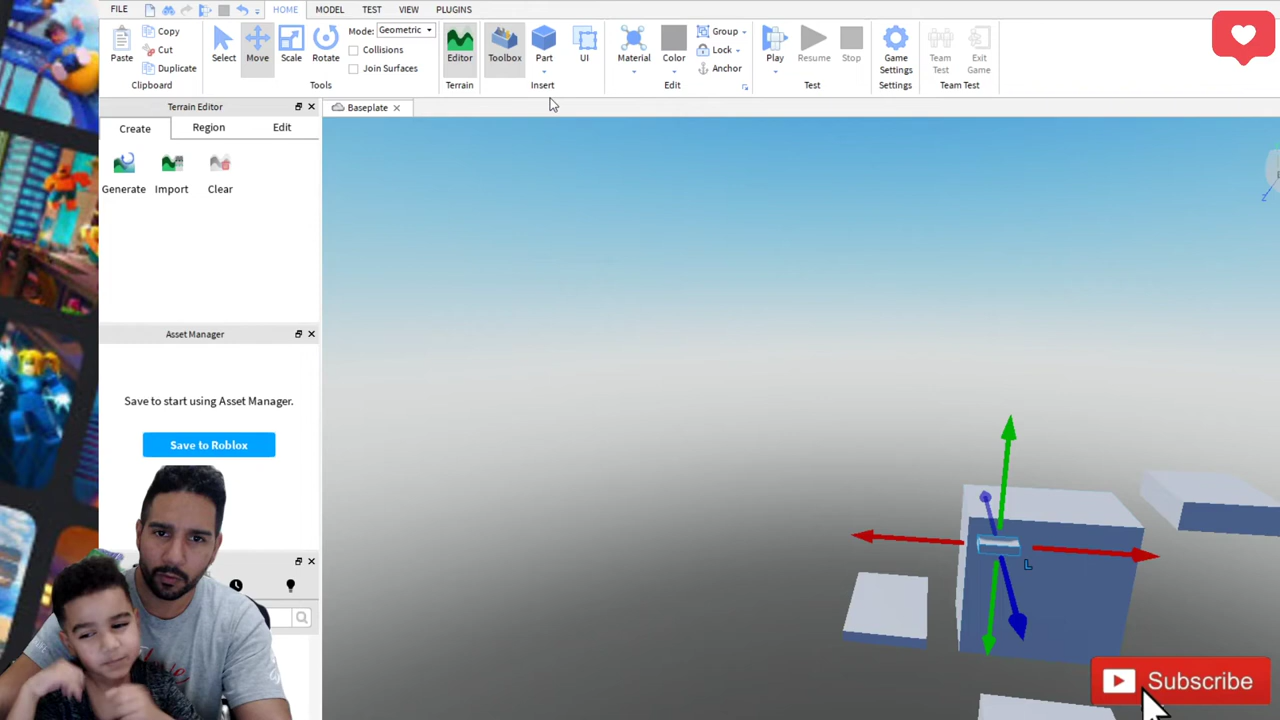 FILE HOME MODEL TEST VIEW PLUGINS
Copy Mode: Geometric Group
Cut Collisions Lock
Paste Duplicate Select Move Scale Rotate Join Surfaces Editor Toolbox Part UI Material Color Anchor Play Resume Stop Game Settings Team Test Exit Game
Clipboard Tools Terrain Insert Edit Test Settings Team Test
Terrain Editor Baseplate
Create Region Edit
Generate Import Clear
Asset Manager
Save to start using Asset Manager.
Save to Roblox
L
Subscribe